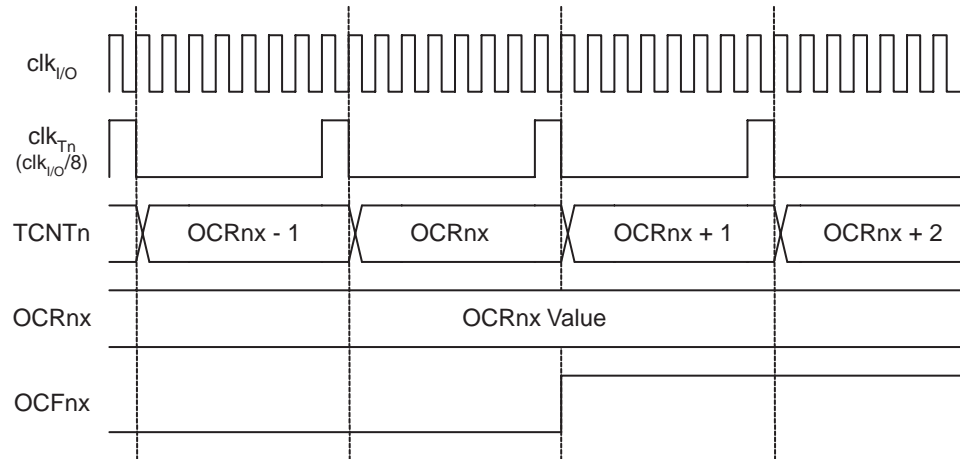 clkI/O
clkTn
(clkI/O/8)
TCNTn OCRnx - 1 OCRnx OCRnx + 1 OCRnx + 2
OCRnx OCRnx Value
OCFnx